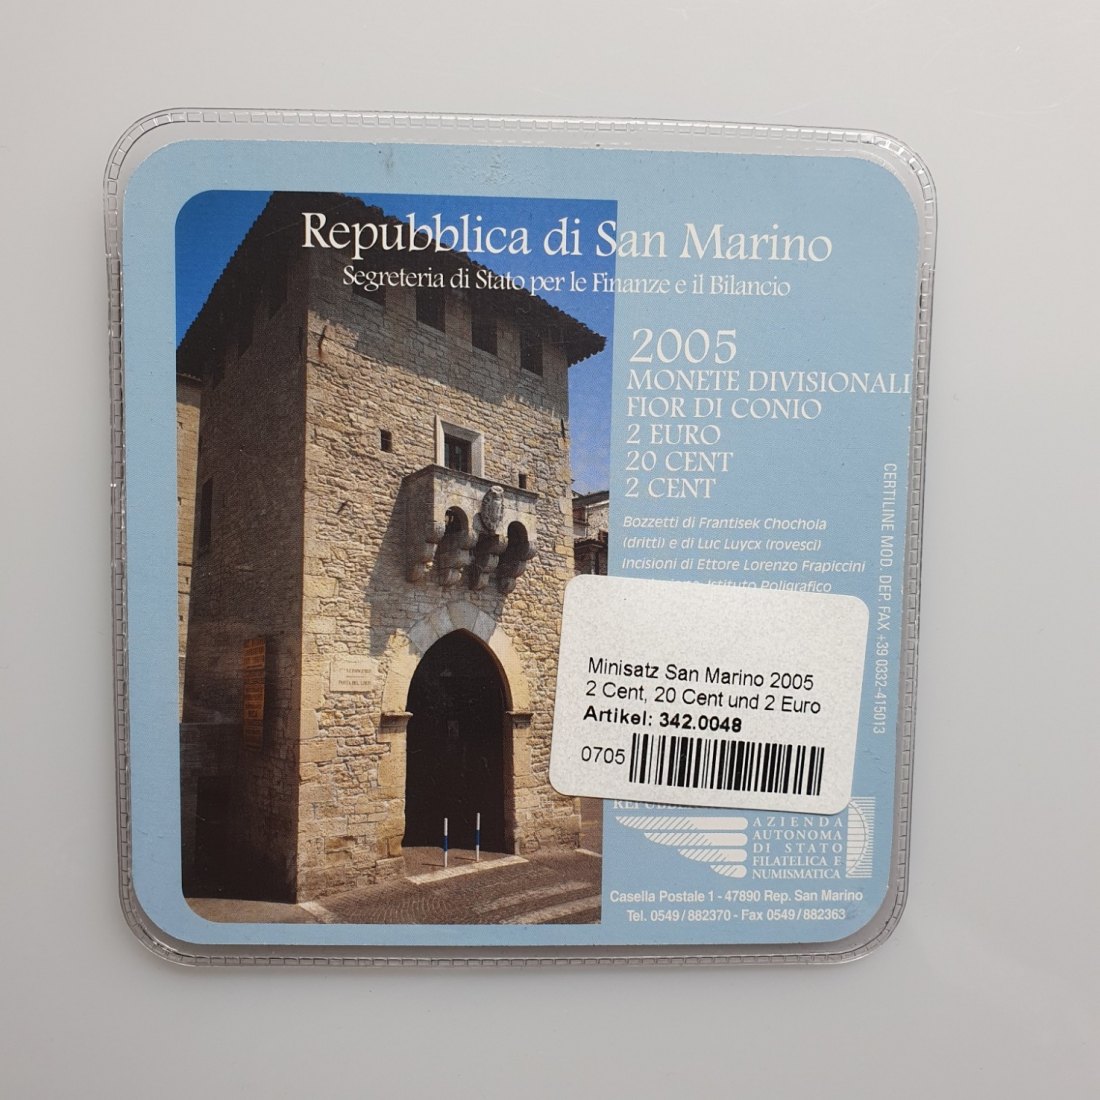 Repubblica di San Marino
Segreteria di Stato per le Finanze e il Bilancio
2005
MONETE DIVISIONALI
FIOR DI CONIO
2 EURO
20 CENT
2 CENT
Bozzetti di Frantisek Chochola
(dritti) e di Luc Luycx (rovesci)
Incisioni di Ettore Lorenzo Frapiccini
Istituto Poligrafico
CERTILINE MOD. DEP. FAX +39 0332-415013
Minisatz San Marino 2005
2 Cent, 20 Cent und 2 Euro
Artikel: 342.0048
0705
AZIENDA
AUTONOMA
DI STATO
FILATELICA E
NUMISMATICA
Casella Postale 1 - 47890 Rep. San Marino
Tel. 0549/882370 - Fax 0549/882363